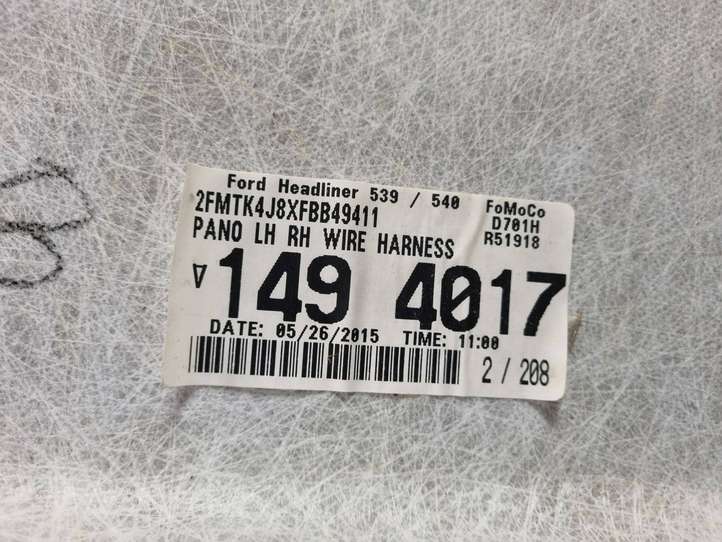 Ford Headliner 539 / 540
FoMoCo
2FMTK4J8XFBB49411
D701H
PANO LH RH WIRE HARNESS
R51918
149 4017
DATE: 05/26/2015 TIME: 11:00
2 / 208